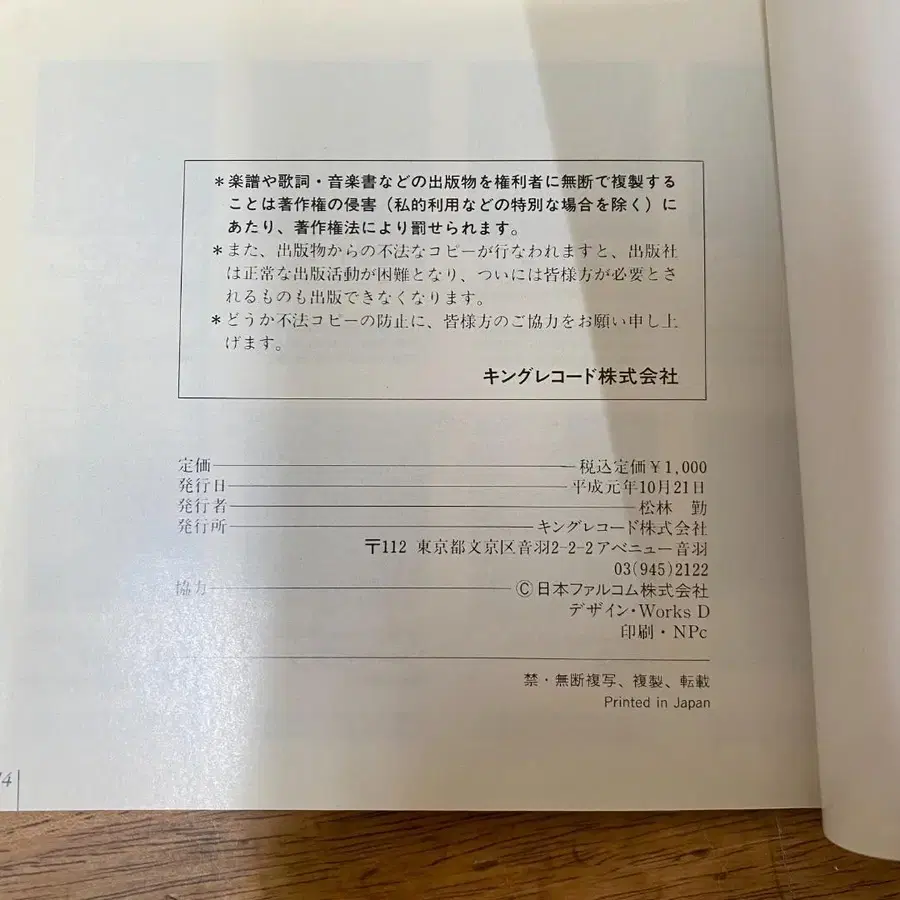 *楽譜や歌詞・音楽書などの出版物を権利者に無断で複製する
ことは著作権の侵害（私的利用などの特別な場合を除く）に
あたり、著作権法により罰せられます。
*また、出版物からの不法なコピーが行なわれますと、出版社
は正常な出版活動が困難となり、ついには皆様方が必要とさ
れるものも出版できなくなります。
*どうか不法コピーの防止に、皆様方のご協力をお願い申し上
げます。
キングレコード株式会社
定価──税込定価￥1,000
発行日──平成元年10月21日
発行者──松林 勤
発行所──キングレコード株式会社
〒112 東京都文京区音羽2-2-2アベニュー音羽
03(945)2122
協力──Ⓒ日本ファルコム株式会社
デザイン・Works D
印刷・NPc
禁・無断複写、複製、転載
Printed in Japan